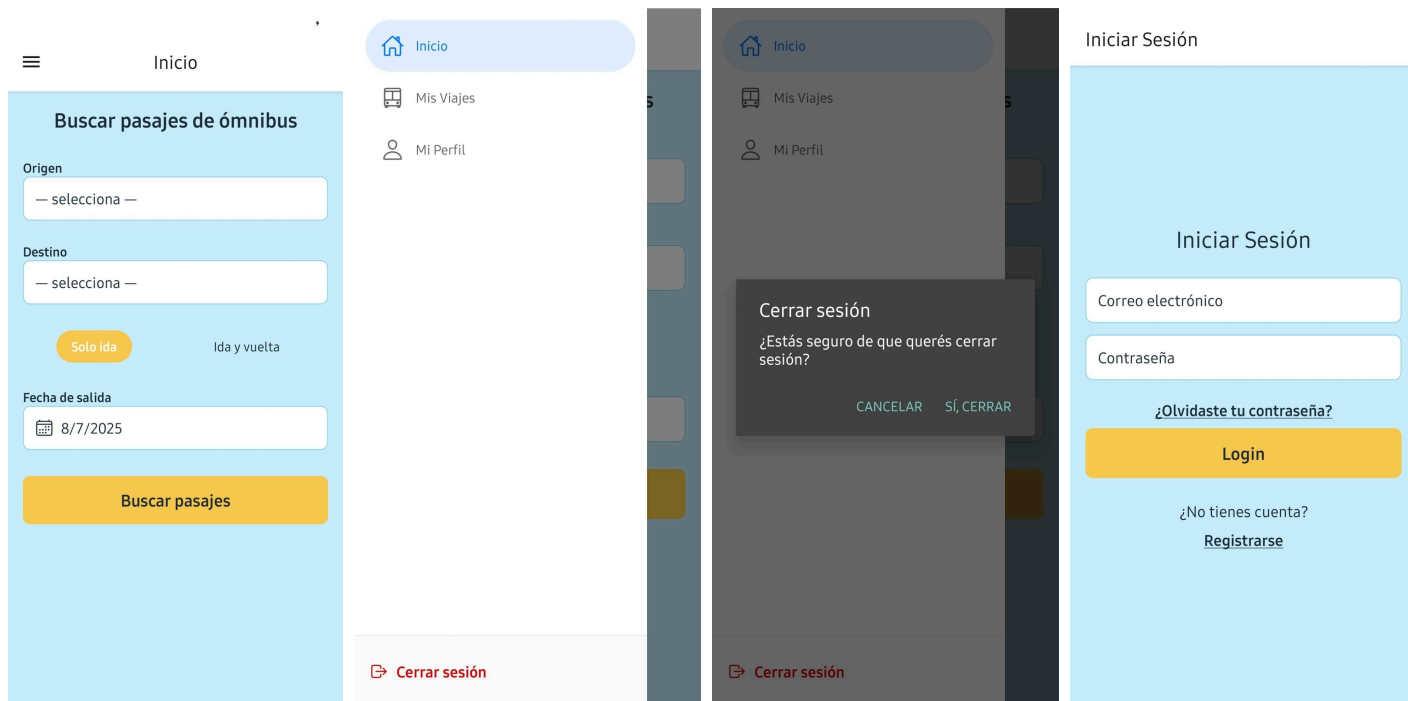 Inicio
Buscar pasajes de ómnibus
Origen
— selecciona —
Destino
— selecciona —
Solo ida
Ida y vuelta
Fecha de salida
8/7/2025
Buscar pasajes
Inicio
Mis Viajes
Mi Perfil
s
Cerrar sesión
Inicio
Mis Viajes
Mi Perfil
s
Cerrar sesión
¿Estás seguro de que querés cerrar
sesión?
CANCELAR
SÍ, CERRAR
Cerrar sesión
Iniciar Sesión
Iniciar Sesión
Correo electrónico
Contraseña
¿Olvidaste tu contraseña?
Login
¿No tienes cuenta?
Registrarse